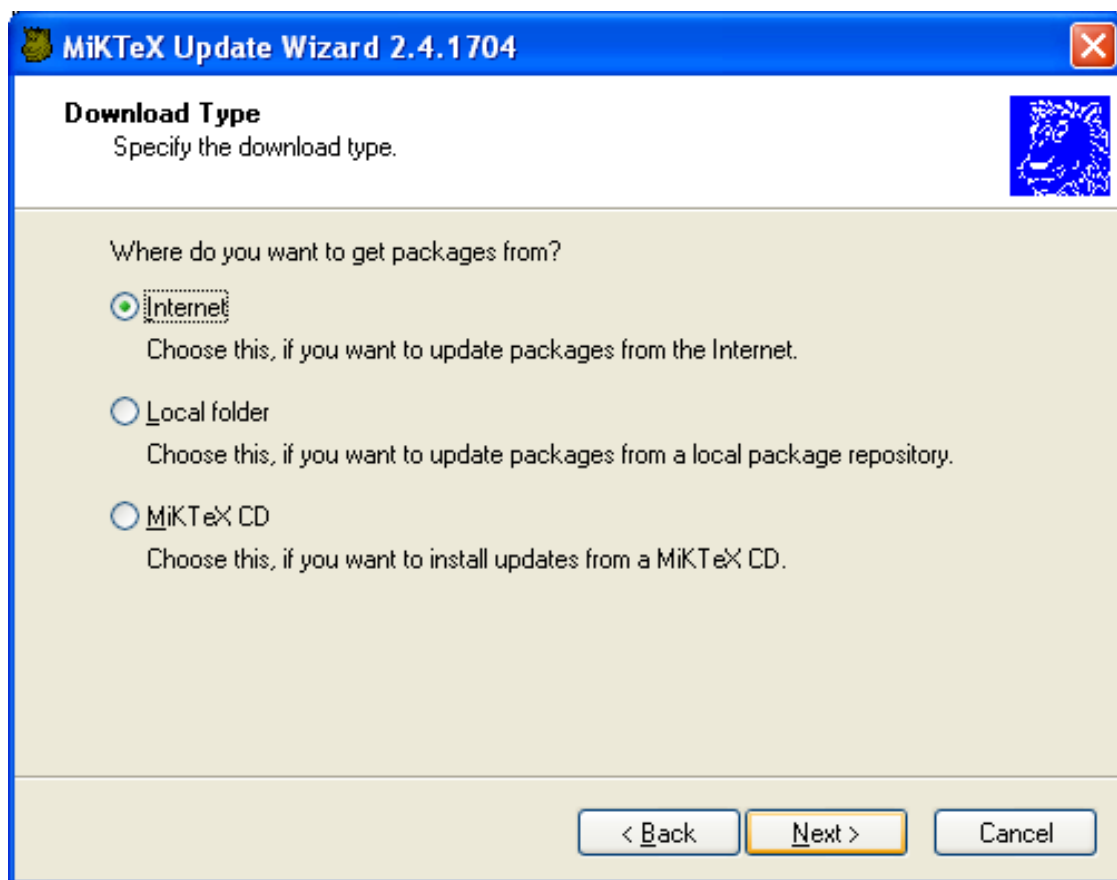 MiKTeX Update Wizard 2.4.1704
Download Type
Specify the download type.
Where do you want to get packages from?
Internet
Choose this, if you want to update packages from the Internet.
Local folder
Choose this, if you want to update packages from a local package repository.
MiKTeX CD
Choose this, if you want to install updates from a MiKTeX CD.
< Back Next > Cancel